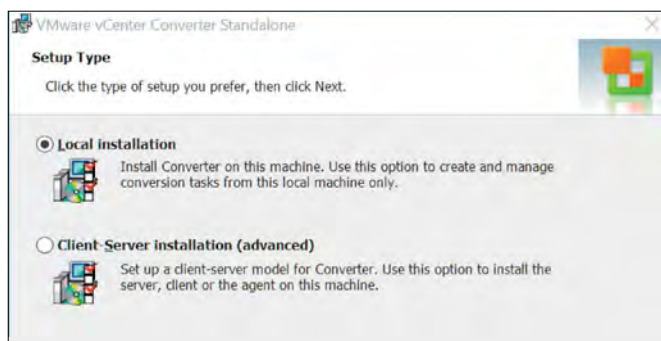 VMware vCenter Converter Standalone
Setup Type
Click the type of setup you prefer, then click Next.
Local installation
Install Converter on this machine. Use this option to create and manage
conversion tasks from this local machine only.
Client-Server installation (advanced)
Set up a client-server model for Converter. Use this option to install the
server, client or the agent on this machine.